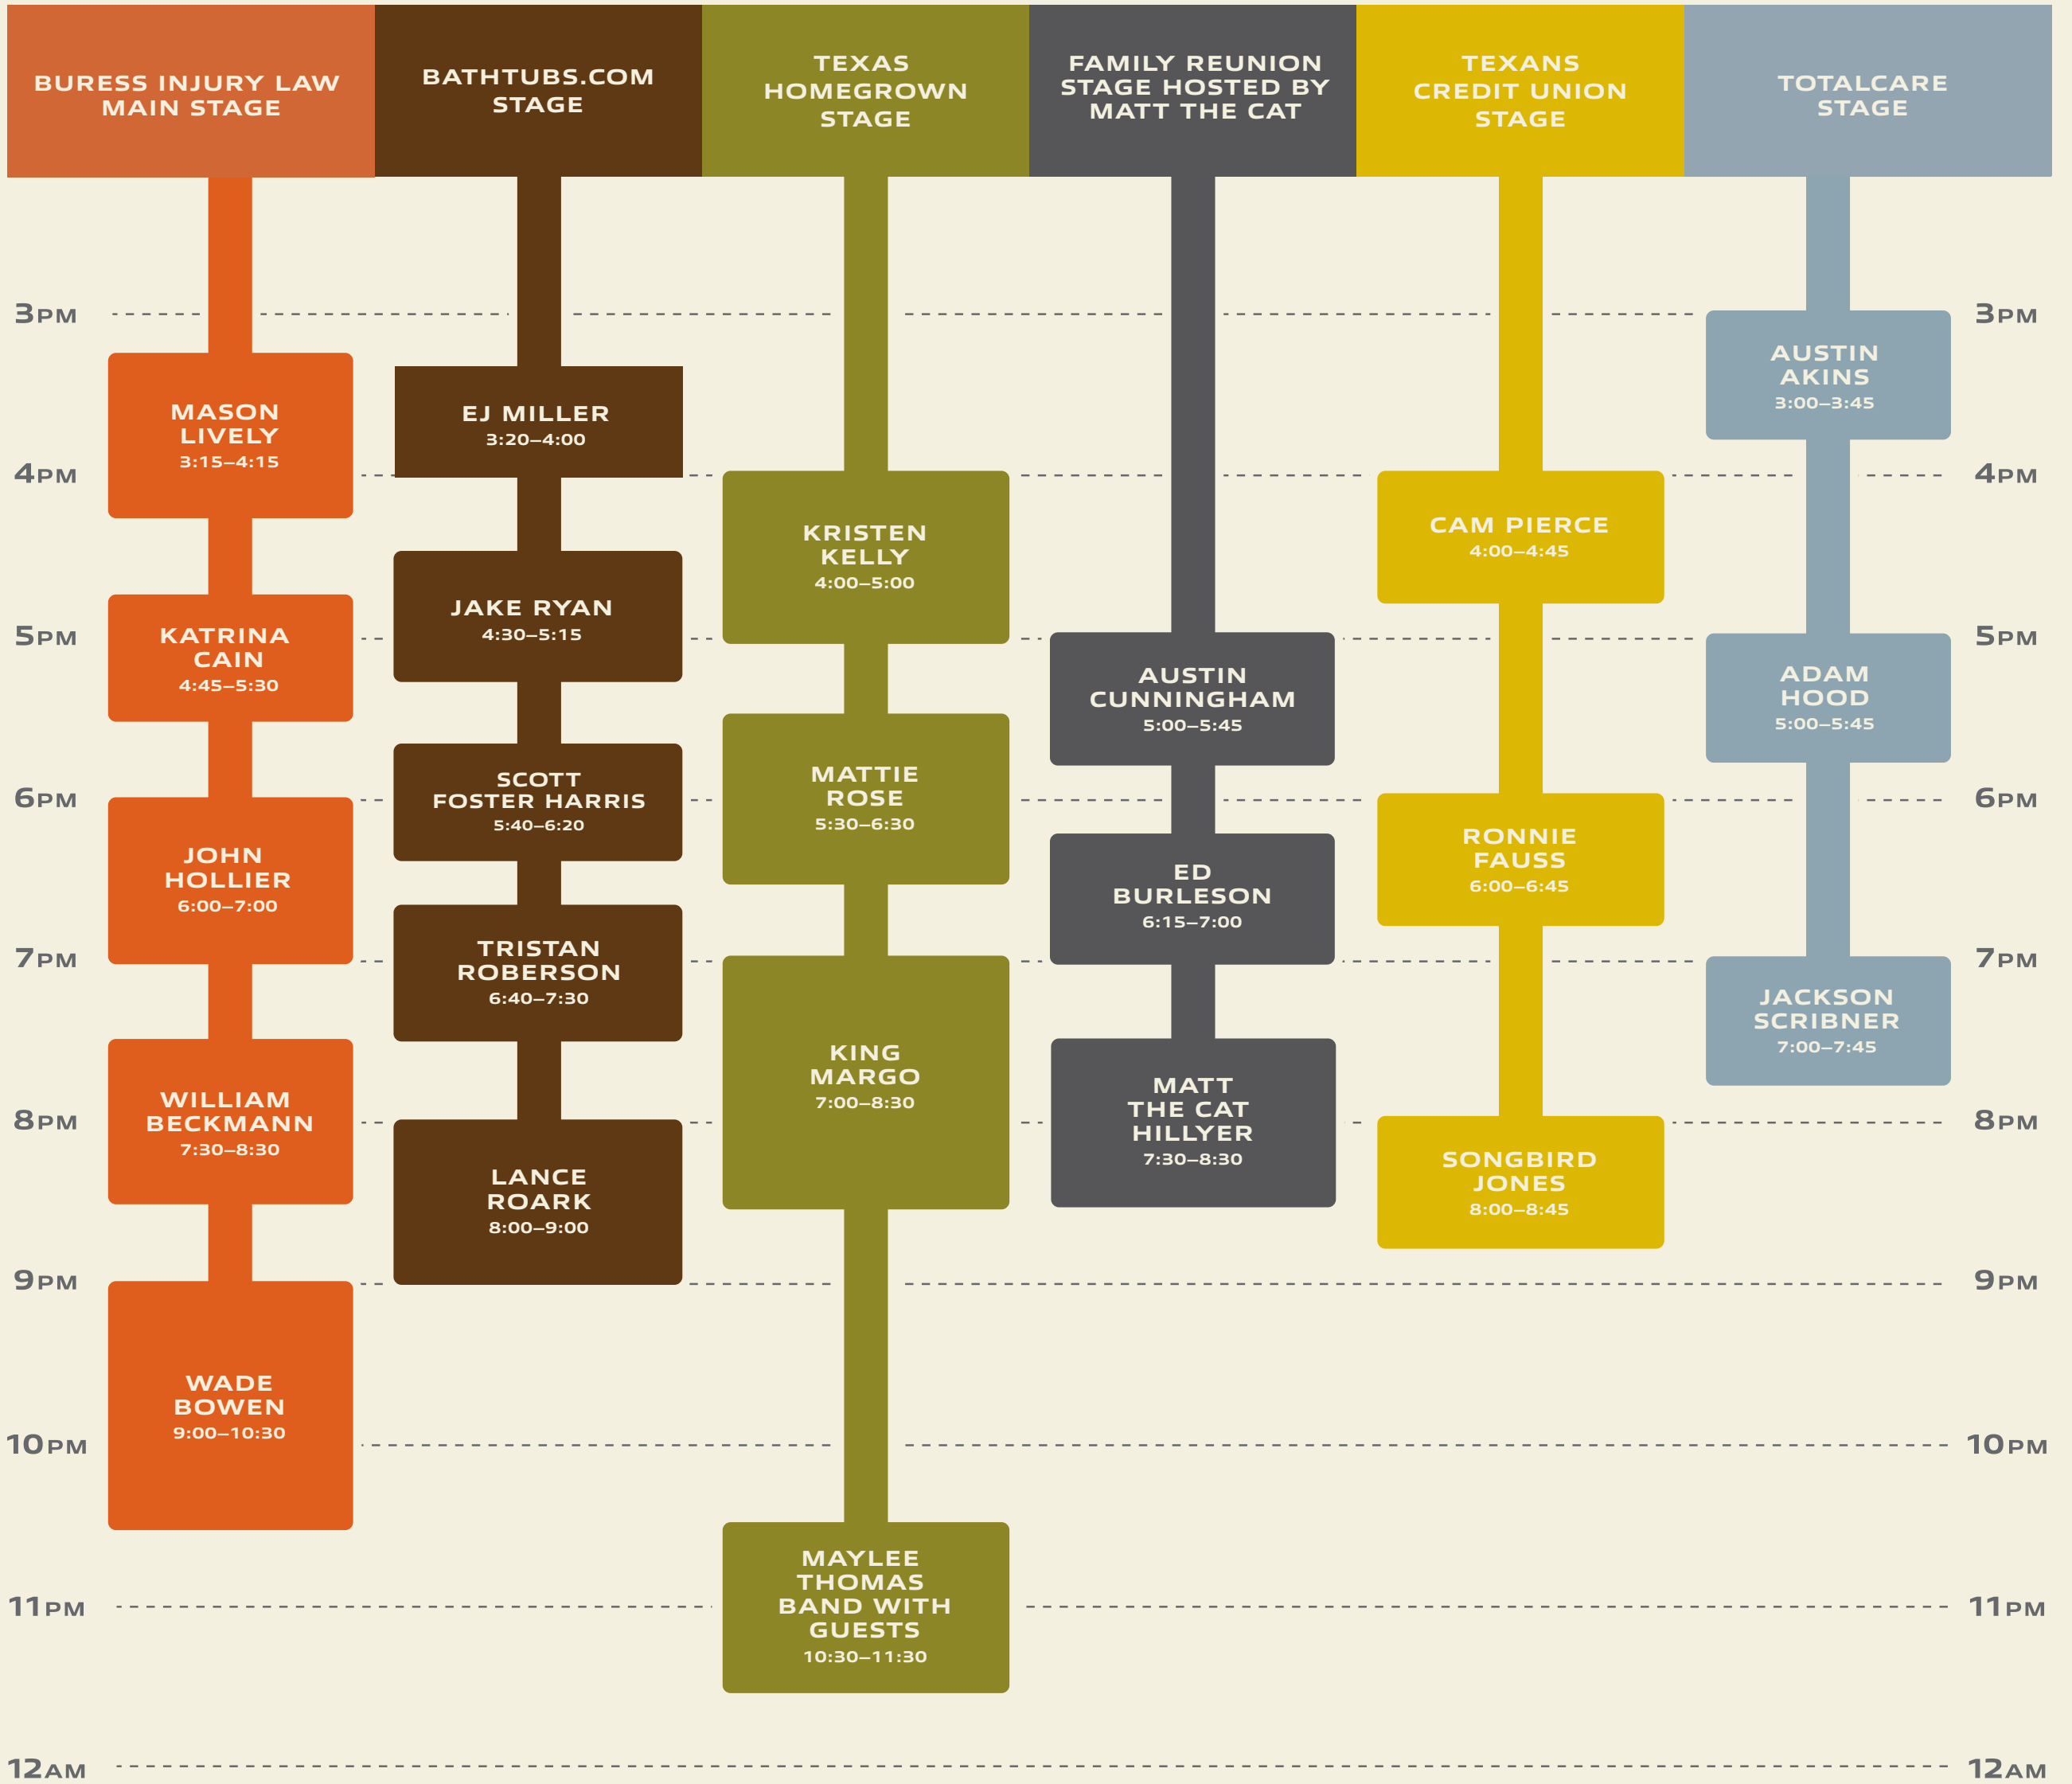 BURESS INJURY LAW
MAIN STAGE
BATHTUBS.COM
STAGE
TEXAS
HOMEGROWN
STAGE
FAMILY REUNION
STAGE HOSTED BY
MATT THE CAT
TEXANS
CREDIT UNION
STAGE
TOTALCARE
STAGE
3PM
4PM
5PM
6PM
7PM
8PM
9PM
10PM
11PM
12AM
MASON
LIVELY
3:15–4:15
KATRINA
CAIN
4:45–5:30
JOHN
HOLLIER
6:00–7:00
WILLIAM
BECKMANN
7:30–8:30
WADE
BOWEN
9:00–10:30
EJ MILLER
3:20–4:00
JAKE RYAN
4:30–5:15
SCOTT
FOSTER HARRIS
5:40–6:20
TRISTAN
ROBERSON
6:40–7:30
LANCE
ROARK
8:00–9:00
KRISTEN
KELLY
4:00–5:00
MATTIE
ROSE
5:30–6:30
KING
MARGO
7:00–8:30
MAYLEE
THOMAS
BAND WITH
GUESTS
10:30–11:30
AUSTIN
CUNNINGHAM
5:00–5:45
ED
BURLESON
6:15–7:00
MATT
THE CAT
HILLYER
7:30–8:30
CAM PIERCE
4:00–4:45
RONNIE
FAUSS
6:00–6:45
SONGBIRD
JONES
8:00–8:45
AUSTIN
AKINS
3:00–3:45
ADAM
HOOD
5:00–5:45
JACKSON
SCRIBNER
7:00–7:45
3PM
4PM
5PM
6PM
7PM
8PM
9PM
10PM
11PM
12AM